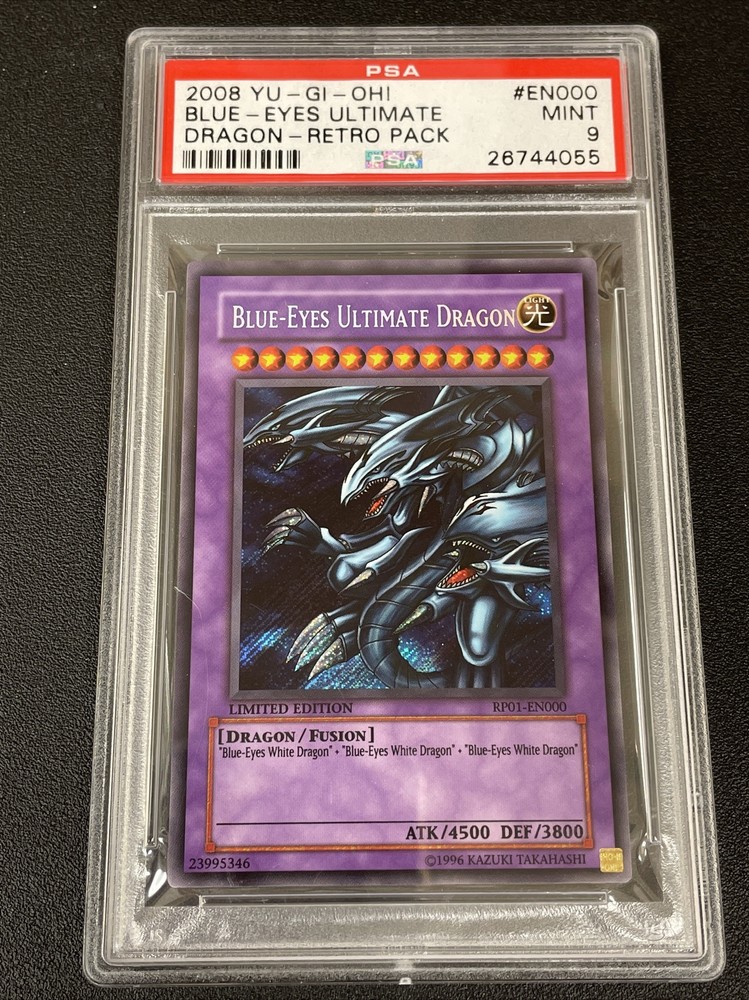 PSA
2008 YU-GI-OH! #EN000
BLUE-EYES ULTIMATE MINT
DRAGON-RETRO PACK 9
PSA 26744055
BLUE-EYES ULTIMATE DRAGON
LIGHT
光
LIMITED EDITION RP01-EN000
[DRAGON/FUSION]
"Blue-Eyes White Dragon" + "Blue-Eyes White Dragon" + "Blue-Eyes White Dragon"
ATK/4500 DEF/3800
23995346 ©1996 KAZUKI TAKAHASHI